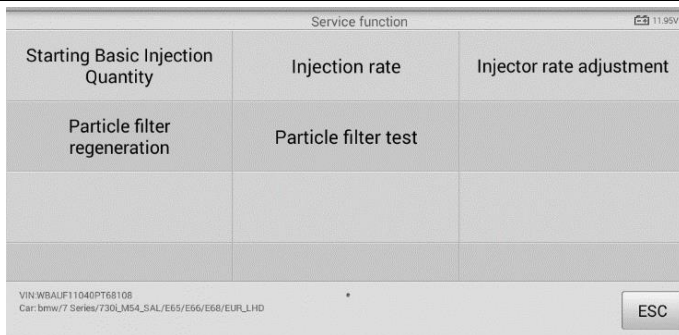 Service function
11.95V
Starting Basic Injection
Quantity
Injection rate
Injector rate adjustment
Particle filter
regeneration
Particle filter test
VIN:WBAUF11040PT68108
Car: bmw/7 Series/730i_M54_SAL/E65/E66/E68/EUR_LHD
ESC